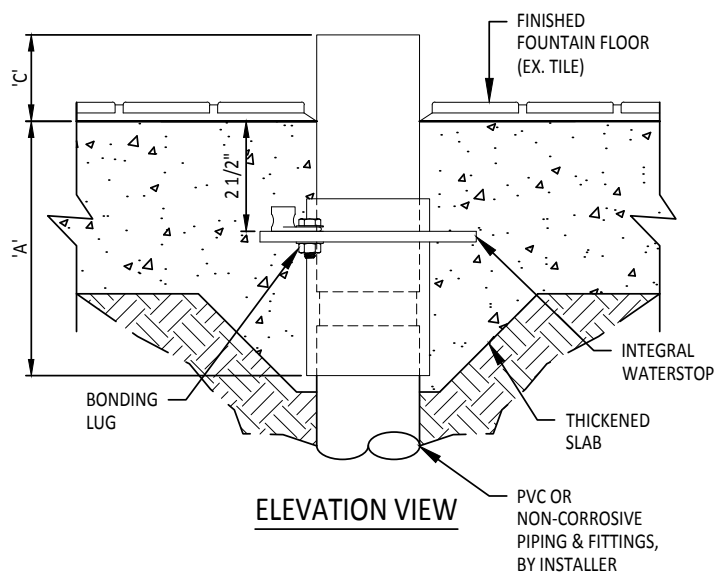 FINISHED
FOUNTAIN FLOOR
(EX. TILE)
'C'
2 1/2"
'A'
BONDING
LUG
INTEGRAL
WATERSTOP
THICKENED
SLAB
ELEVATION VIEW
PVC OR
NON-CORROSIVE
PIPING & FITTINGS,
BY INSTALLER